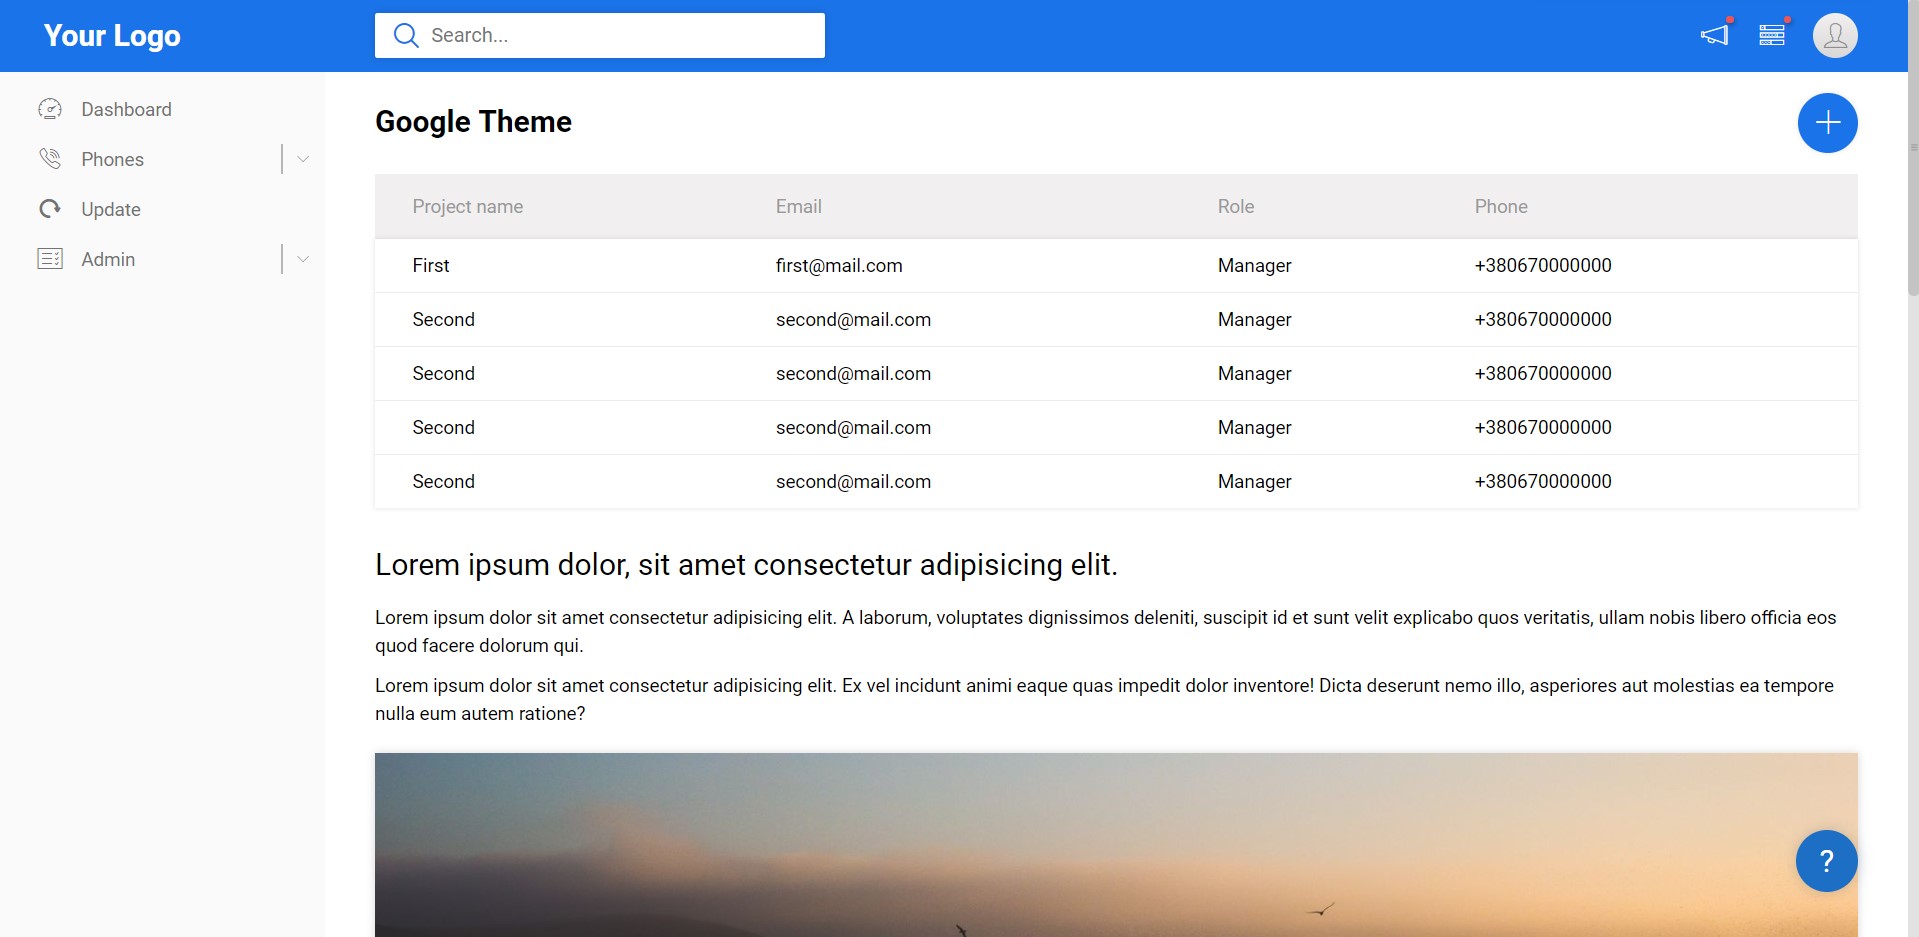 Your Logo
Search...
Dashboard
Phones
Update
Admin
Google Theme
Project name Email Role Phone
First first@mail.com Manager +380670000000
Second second@mail.com Manager +380670000000
Second second@mail.com Manager +380670000000
Second second@mail.com Manager +380670000000
Second second@mail.com Manager +380670000000
Lorem ipsum dolor, sit amet consectetur adipisicing elit.
Lorem ipsum dolor sit amet consectetur adipisicing elit. A laborum, voluptates dignissimos deleniti, suscipit id et sunt velit explicabo quos veritatis, ullam nobis libero officia eos
quod facere dolorum qui.
Lorem ipsum dolor sit amet consectetur adipisicing elit. Ex vel incidunt animi eaque quas impedit dolor inventore! Dicta deserunt nemo illo, asperiores aut molestias ea tempore
nulla eum autem ratione?
?